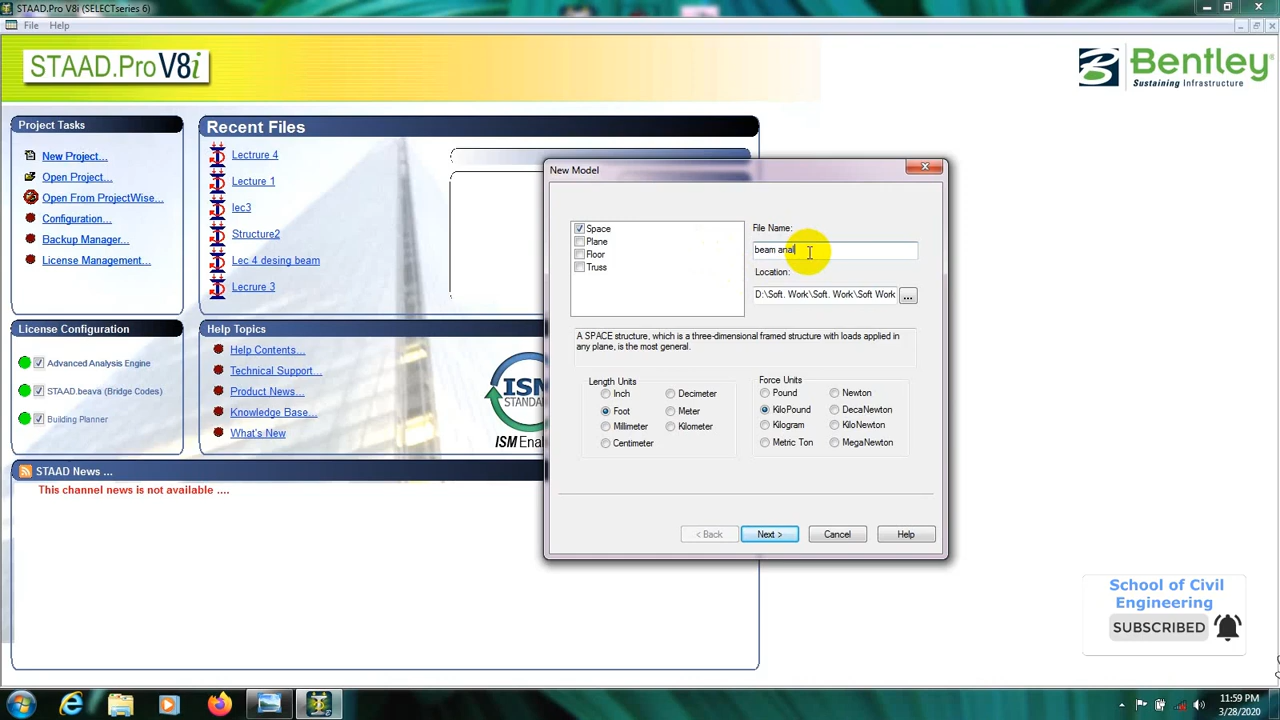 STAAD.Pro V8i (SELECTseries 6)
File Help
STAAD.Pro V8i
Bentley
Sustaining Infrastructure
Project Tasks
New Project...
Open Project...
Open From ProjectWise...
Configuration...
Backup Manager...
License Management...
Recent Files
Lectrure 4
Lecture 1
lec3
Structure2
Lec 4 desing beam
Lecrure 3
License Configuration
Advanced Analysis Engine
STAAD.beava (Bridge Codes)
Building Planner
Help Topics
Help Contents...
Technical Support...
Product News...
Knowledge Base...
What's New
ISM
STANDA
ISM Enabl
STAAD News ...
This channel news is not available ....
New Model
Space
Plane
Floor
Truss
File Name:
beam anal
Location:
D:\Soft. Work\Soft. Work\Soft Work
...
A SPACE structure, which is a three-dimensional framed structure with loads applied in
any plane, is the most general.
Length Units
Inch Decimeter
Foot Meter
Millimeter Kilometer
Centimeter
Force Units
Pound Newton
KiloPound DecaNewton
Kilogram KiloNewton
Metric Ton MegaNewton
< Back Next > Cancel Help
School of Civil
Engineering
SUBSCRIBED
11:59 PM
3/28/2020